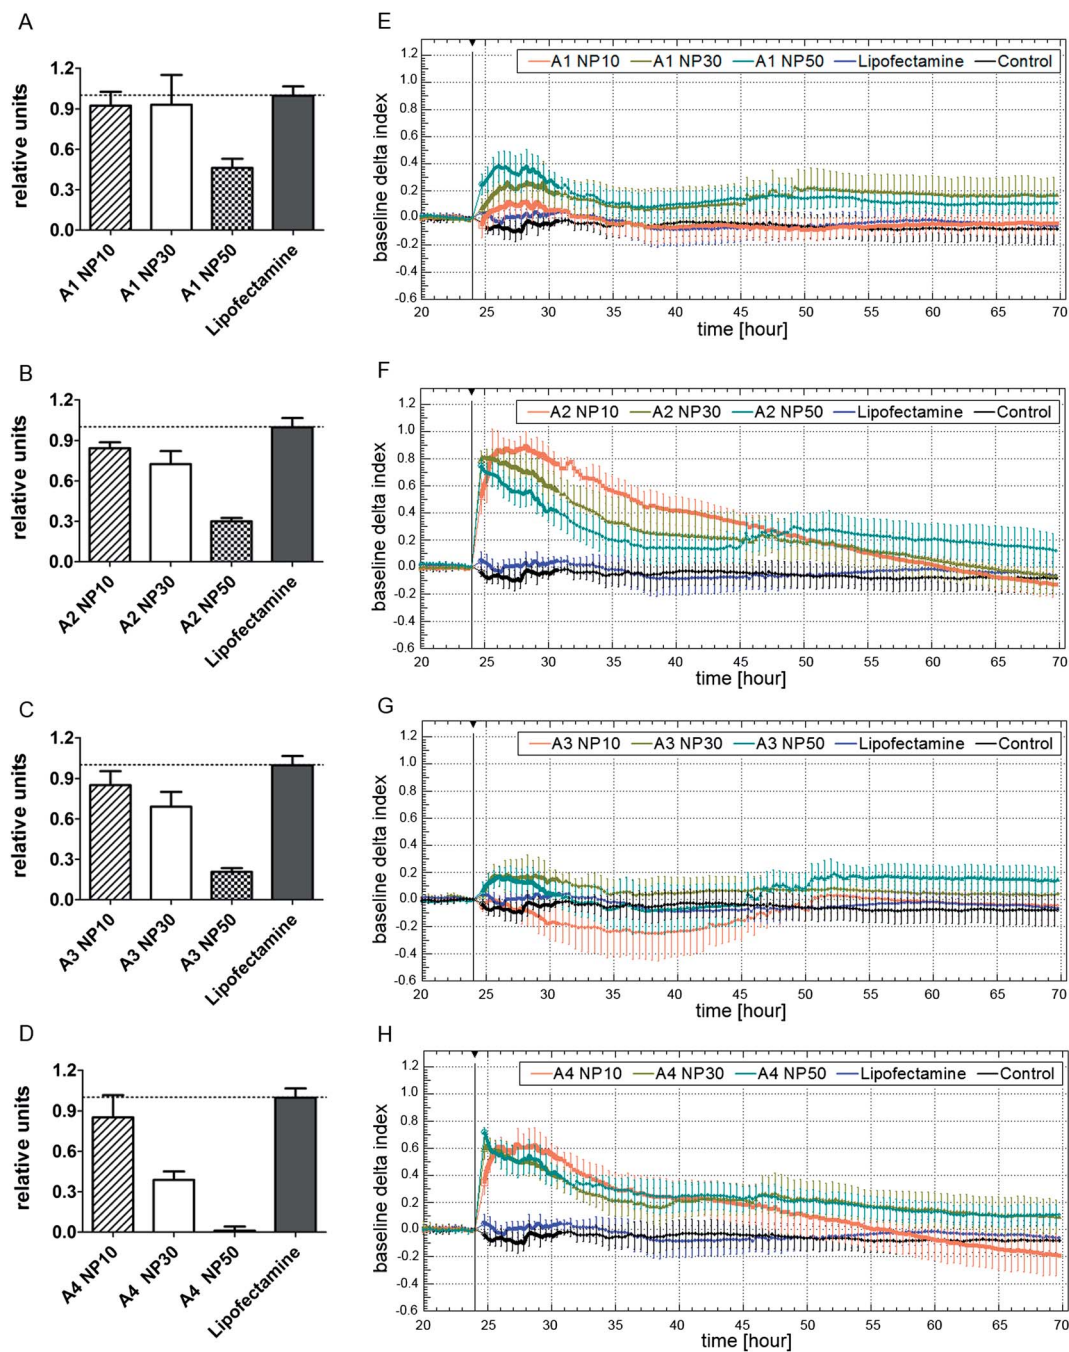 A
relative units
1.2
0.9
0.6
0.3
0.0
A1 NP10
A1 NP30
A1 NP50
Lipofectamine
E
A1 NP10 A1 NP30 A1 NP50 Lipofectamine Control
baseline delta index
1.2
1.0
0.8
0.6
0.4
0.2
0.0
-0.2
-0.4
-0.6
20 25 30 35 40 45 50 55 60 65 70
time [hour]
B
relative units
1.2
0.9
0.6
0.3
0.0
A2 NP10
A2 NP30
A2 NP50
Lipofectamine
F
A2 NP10 A2 NP30 A2 NP50 Lipofectamine Control
baseline delta index
1.2
1.0
0.8
0.6
0.4
0.2
0.0
-0.2
-0.4
-0.6
20 25 30 35 40 45 50 55 60 65 70
time [hour]
C
relative units
1.2
0.9
0.6
0.3
0.0
A3 NP10
A3 NP30
A3 NP50
Lipofectamine
G
A3 NP10 A3 NP30 A3 NP50 Lipofectamine Control
baseline delta index
1.2
1.0
0.8
0.6
0.4
0.2
0.0
-0.2
-0.4
-0.6
20 25 30 35 40 45 50 55 60 65 70
time [hour]
D
relative units
1.2
0.9
0.6
0.3
0.0
A4 NP10
A4 NP30
A4 NP50
Lipofectamine
H
A4 NP10 A4 NP30 A4 NP50 Lipofectamine Control
baseline delta index
1.2
1.0
0.8
0.6
0.4
0.2
0.0
-0.2
-0.4
-0.6
20 25 30 35 40 45 50 55 60 65 70
time [hour]